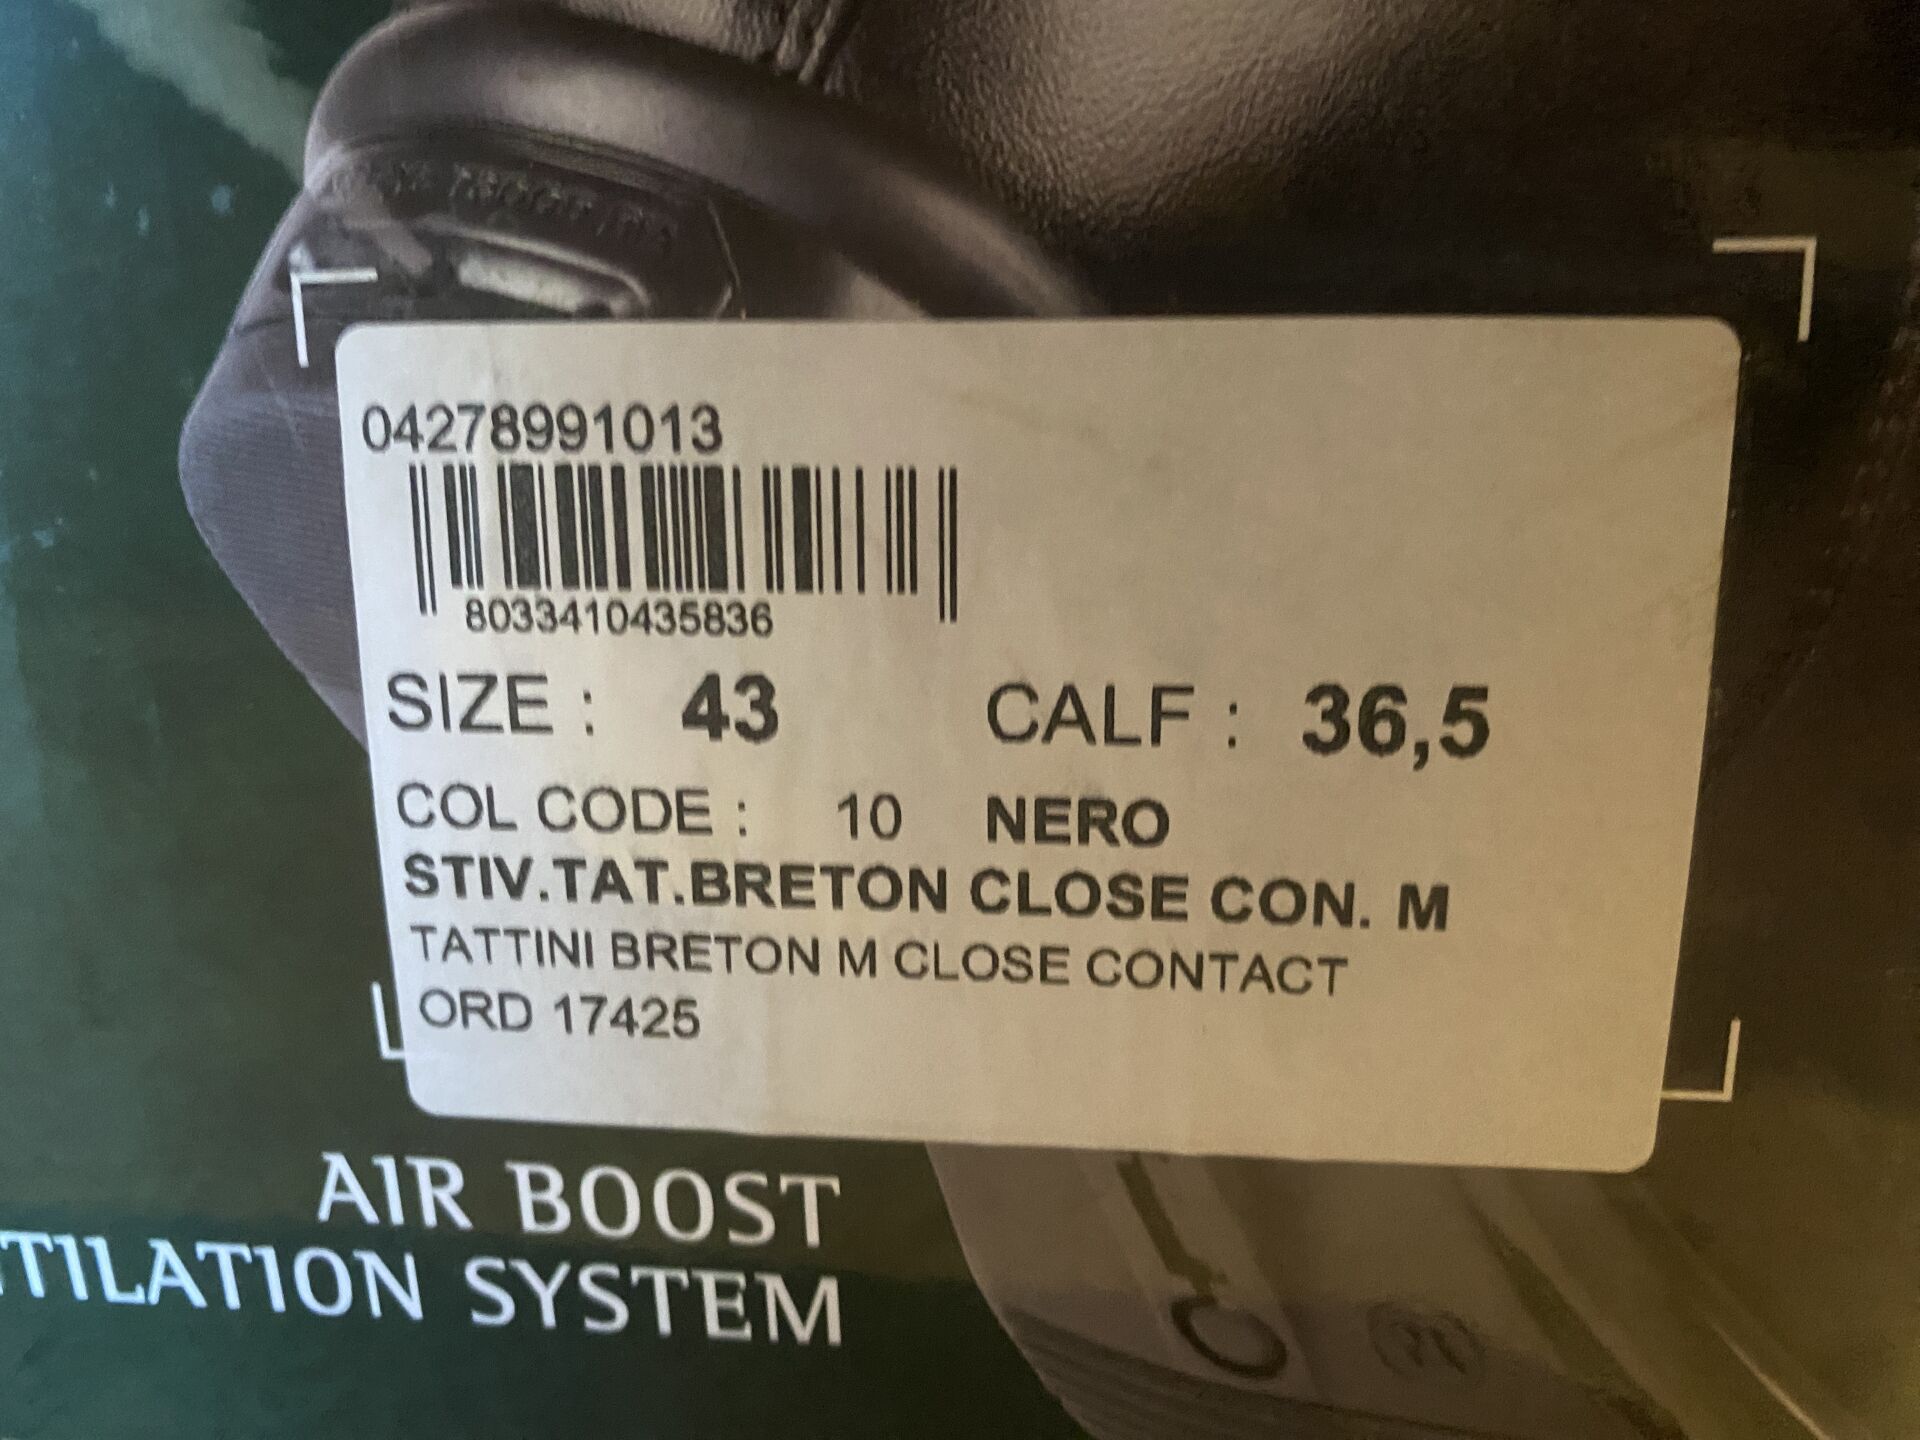 04278991013
8033410435836
SIZE : 43 CALF : 36,5
COL CODE : 10 NERO
STIV.TAT.BRETON CLOSE CON. M
TATTINI BRETON M CLOSE CONTACT
ORD 17425
AIR BOOST
TILATION SYSTEM